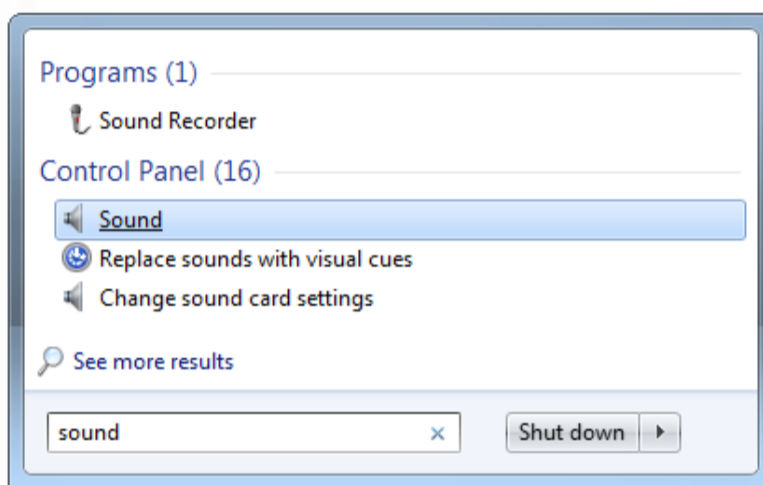 Programs (1)
Sound Recorder
Control Panel (16)
Sound
Replace sounds with visual cues
Change sound card settings
See more results
sound
Shut down